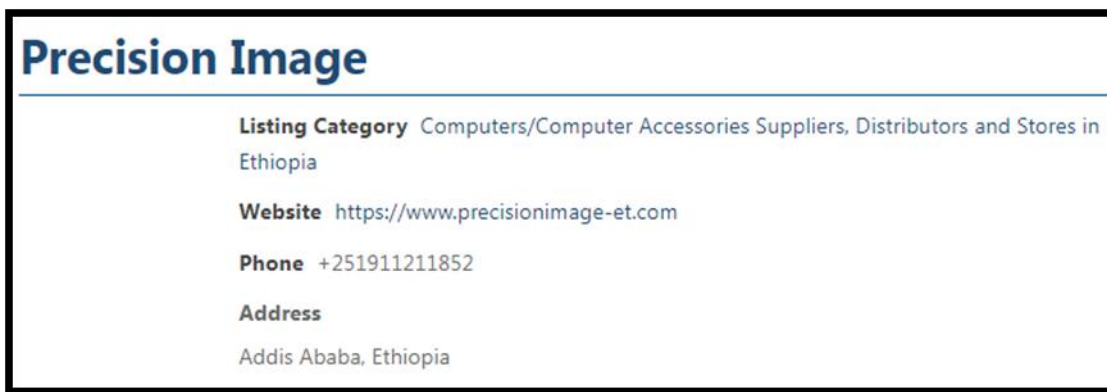 Precision Image
Listing Category Computers/Computer Accessories Suppliers, Distributors and Stores in
Ethiopia
Website https://www.precisionimage-et.com
Phone +251911211852
Address
Addis Ababa, Ethiopia